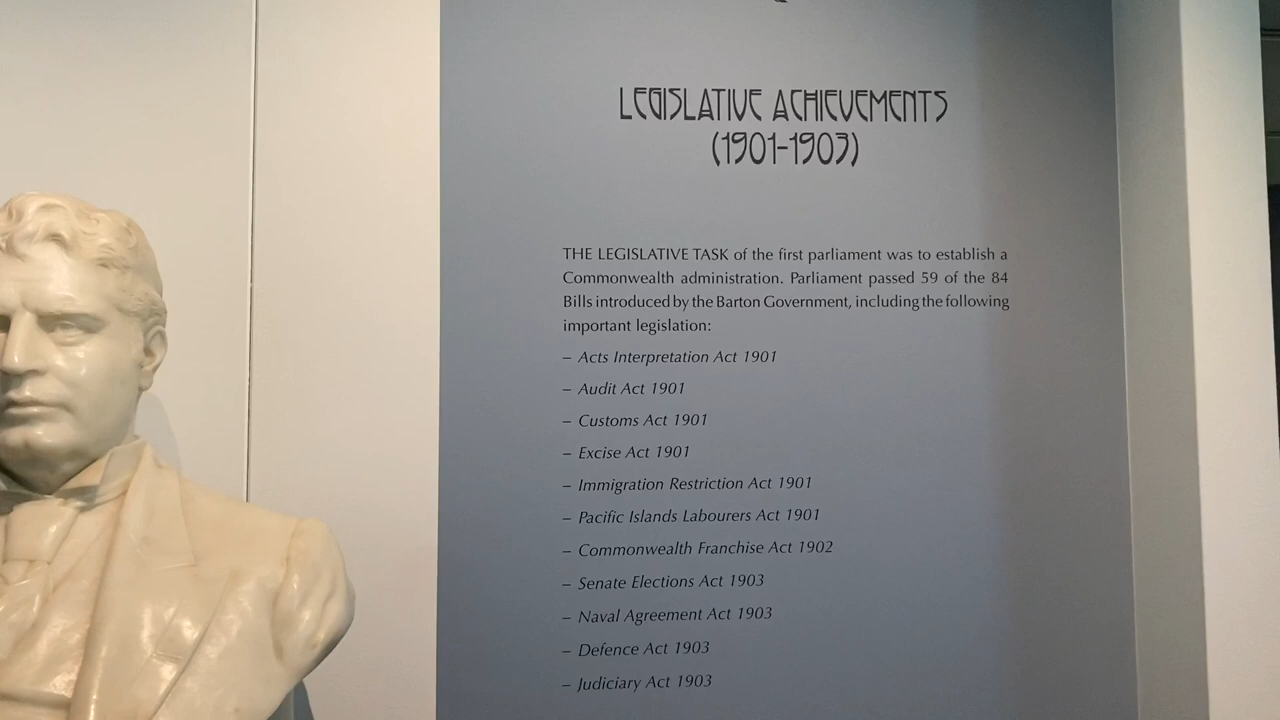 LEGISLATIVE ACHIEVEMENTS
(1901-1903)
THE LEGISLATIVE TASK of the first parliament was to establish a
Commonwealth administration. Parliament passed 59 of the 84
Bills introduced by the Barton Government, including the following
important legislation:
– Acts Interpretation Act 1901
– Audit Act 1901
– Customs Act 1901
– Excise Act 1901
– Immigration Restriction Act 1901
– Pacific Islands Labourers Act 1901
– Commonwealth Franchise Act 1902
– Senate Elections Act 1903
– Naval Agreement Act 1903
– Defence Act 1903
– Judiciary Act 1903